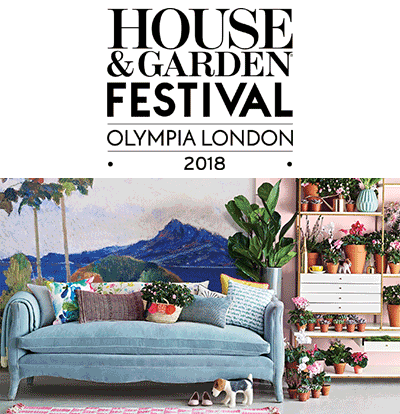 HOUSE
& GARDEN
FESTIVAL
OLYMPIA LONDON
• 2018 •